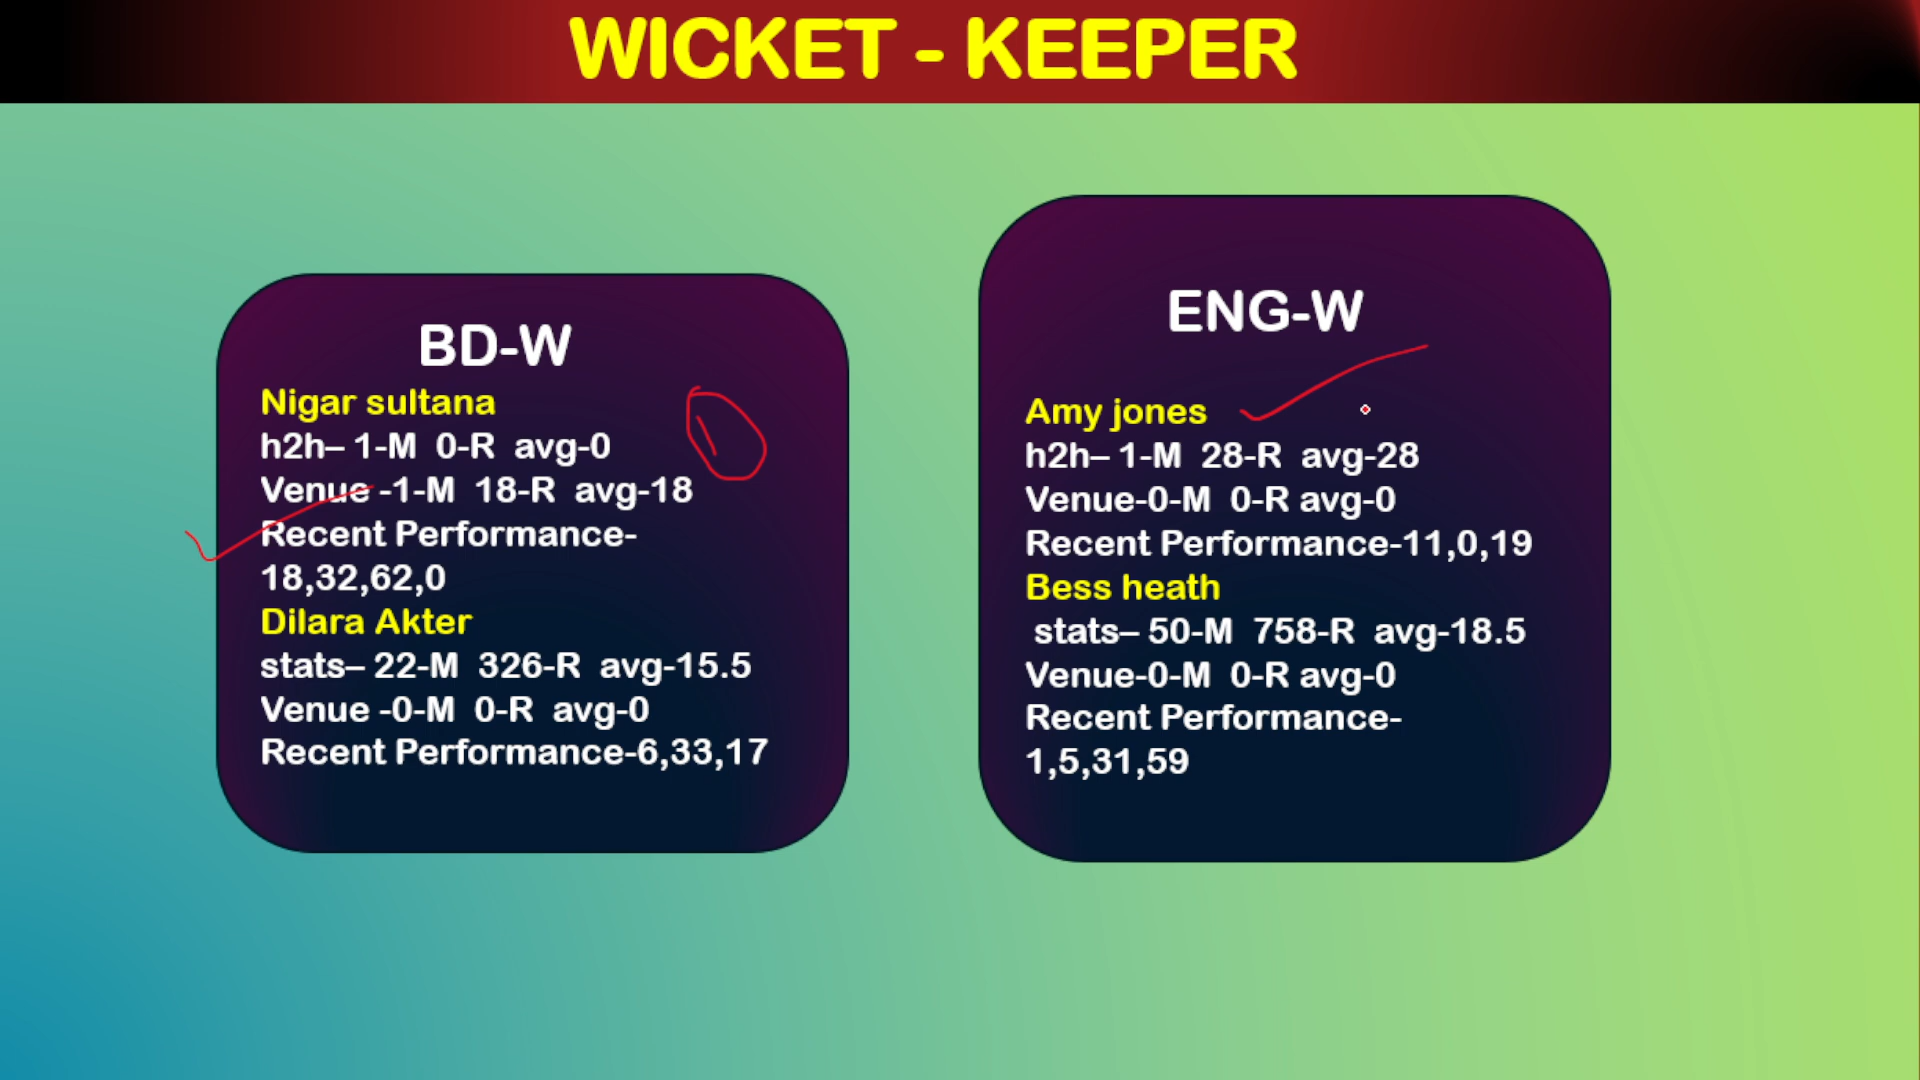 WICKET - KEEPER
BD-W
Nigar sultana
h2h– 1-M 0-R avg-0
Venue -1-M 18-R avg-18
Recent Performance-
18,32,62,0
Dilara Akter
stats– 22-M 326-R avg-15.5
Venue -0-M 0-R avg-0
Recent Performance-6,33,17
ENG-W
Amy jones
h2h– 1-M 28-R avg-28
Venue-0-M 0-R avg-0
Recent Performance-11,0,19
Bess heath
stats– 50-M 758-R avg-18.5
Venue-0-M 0-R avg-0
Recent Performance-
1,5,31,59